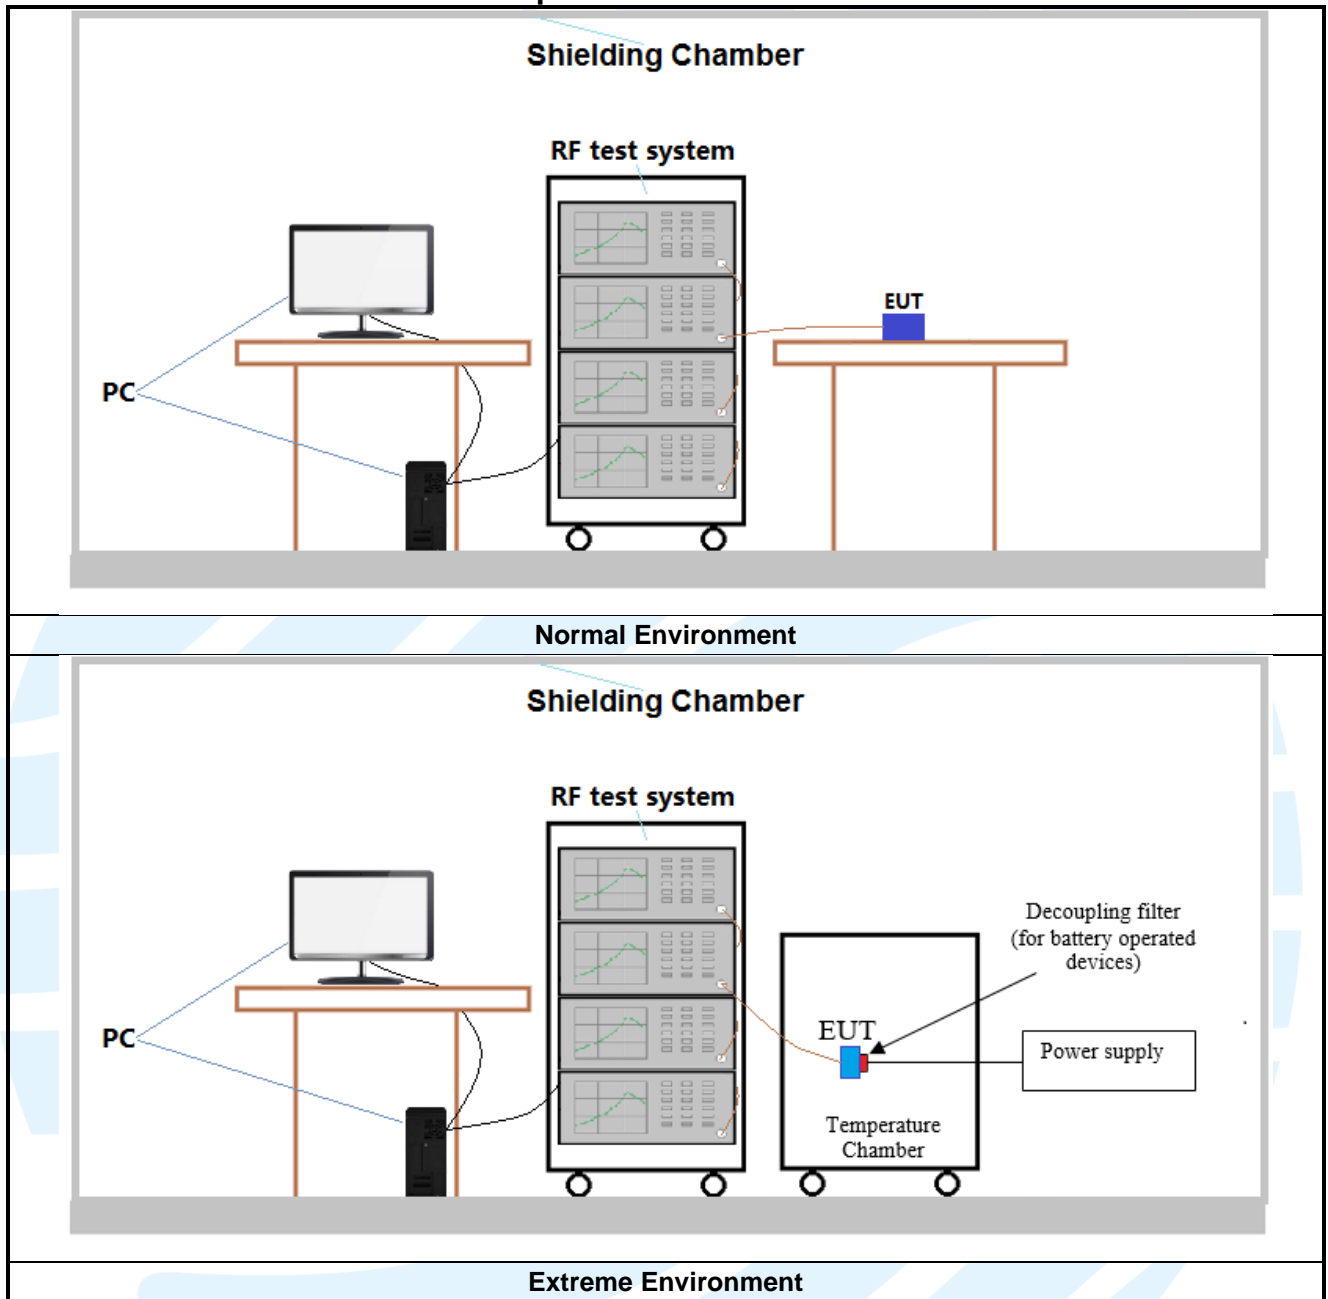 Shielding Chamber
RF test system
EUT
PC
Normal Environment
Shielding Chamber
RF test system
Decoupling filter
(for battery operated
devices)
EUT
Power supply
PC
Temperature
Chamber
Extreme Environment